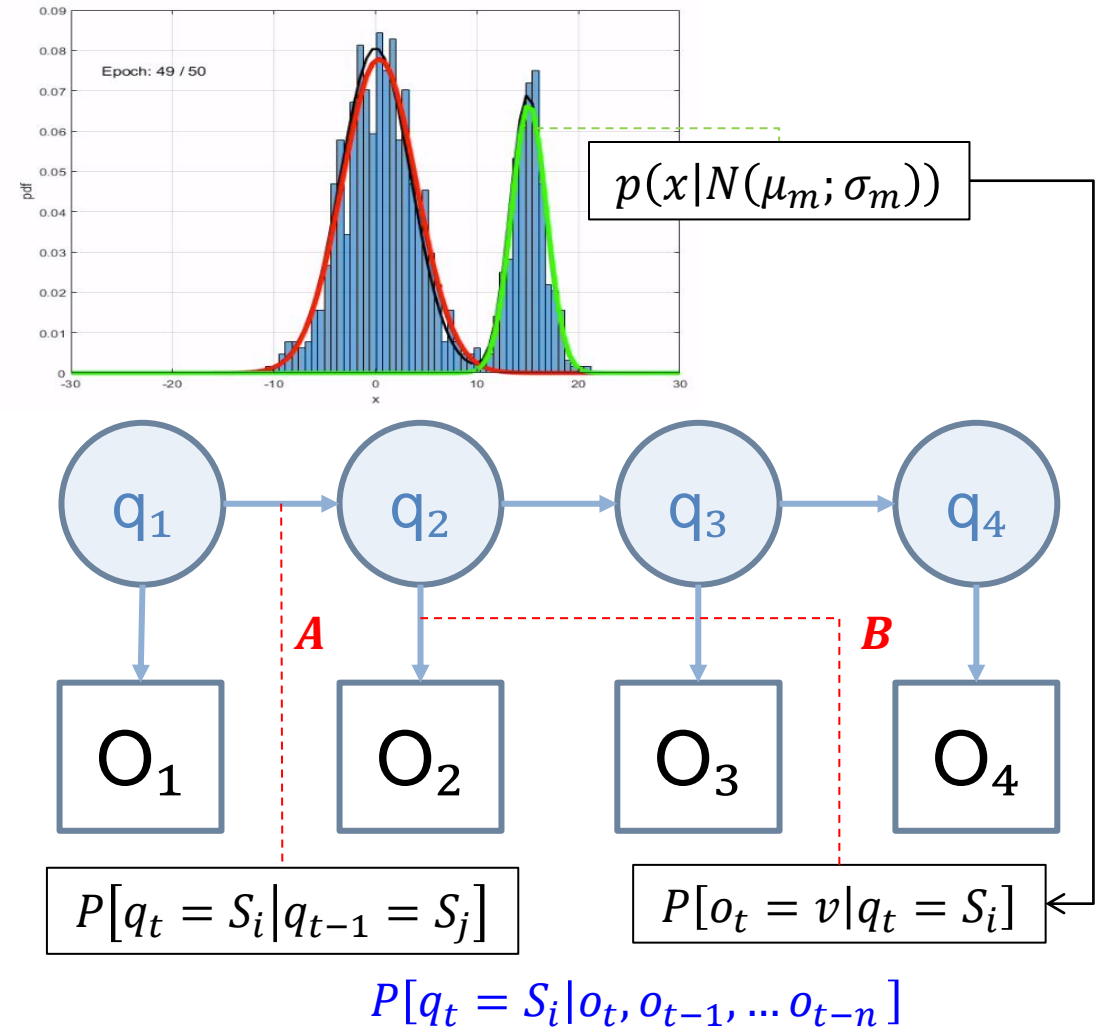 0.09
0.08
0.07
0.06
0.05
0.04
0.03
0.02
0.01
0
pdf
Epoch: 49 / 50
-30 -20 -10 0 10 20 30
x
p(x|N(μ_m; σ_m))
q₁ q₂ q₃ q₄
A B
O₁ O₂ O₃ O₄
P[q_t = S_i|q_{t−1} = S_j] P[o_t = v|q_t = S_i]
P[q_t = S_i|o_t, o_{t−1}, … o_{t−n} ]